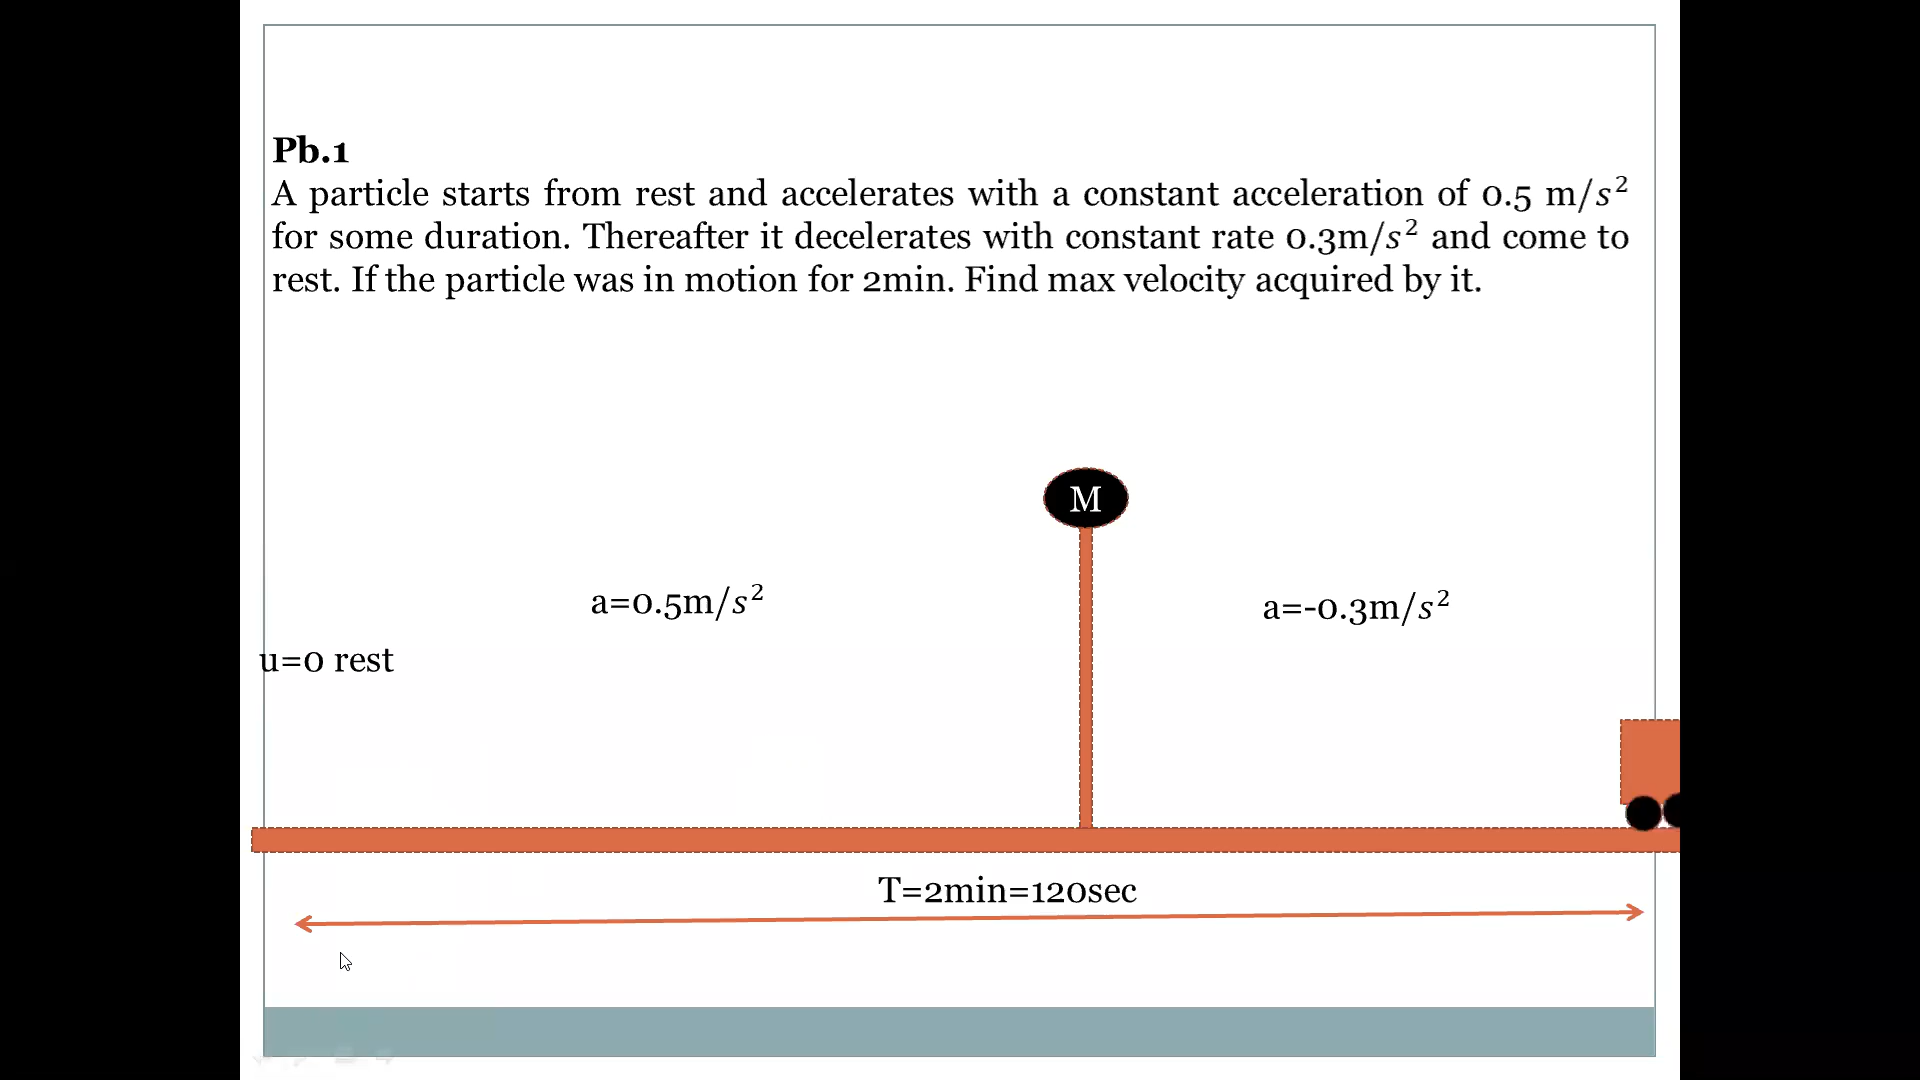 Pb.1
A particle starts from rest and accelerates with a constant acceleration of 0.5 m/s²
for some duration. Thereafter it decelerates with constant rate 0.3m/s² and come to
rest. If the particle was in motion for 2min. Find max velocity acquired by it.
M
a=0.5m/s²
a=-0.3m/s²
u=0 rest
T=2min=120sec